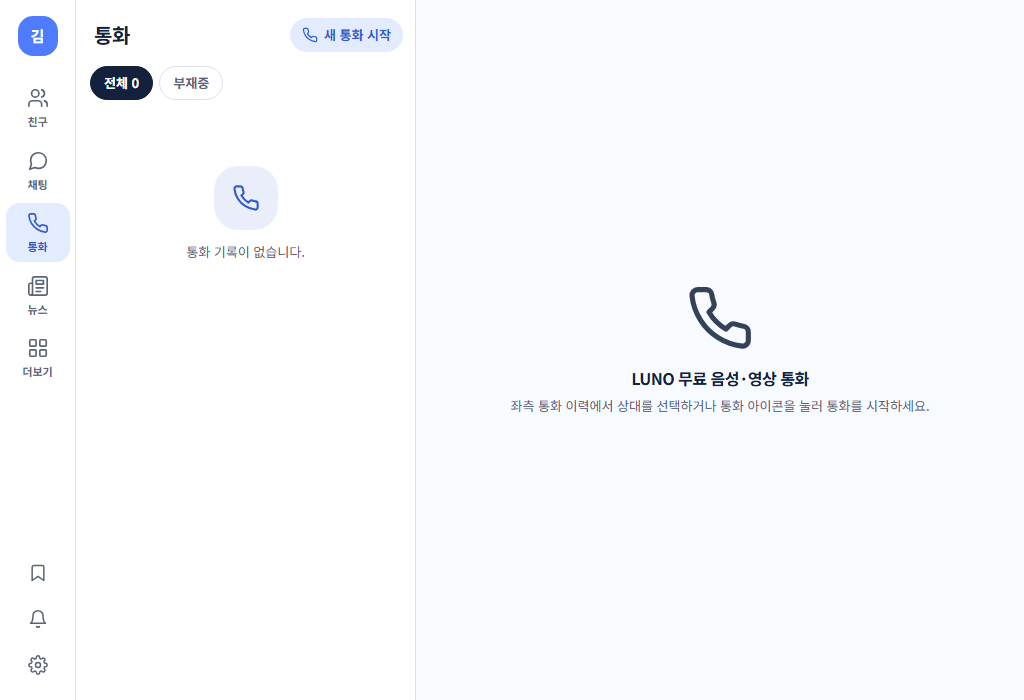 김
친구
채팅
통화
뉴스
더보기
통화
새 통화 시작
전체 0
부재중
통화 기록이 없습니다.
LUNO 무료 음성·영상 통화
좌측 통화 이력에서 상대를 선택하거나 통화 아이콘을 눌러 통화를 시작하세요.